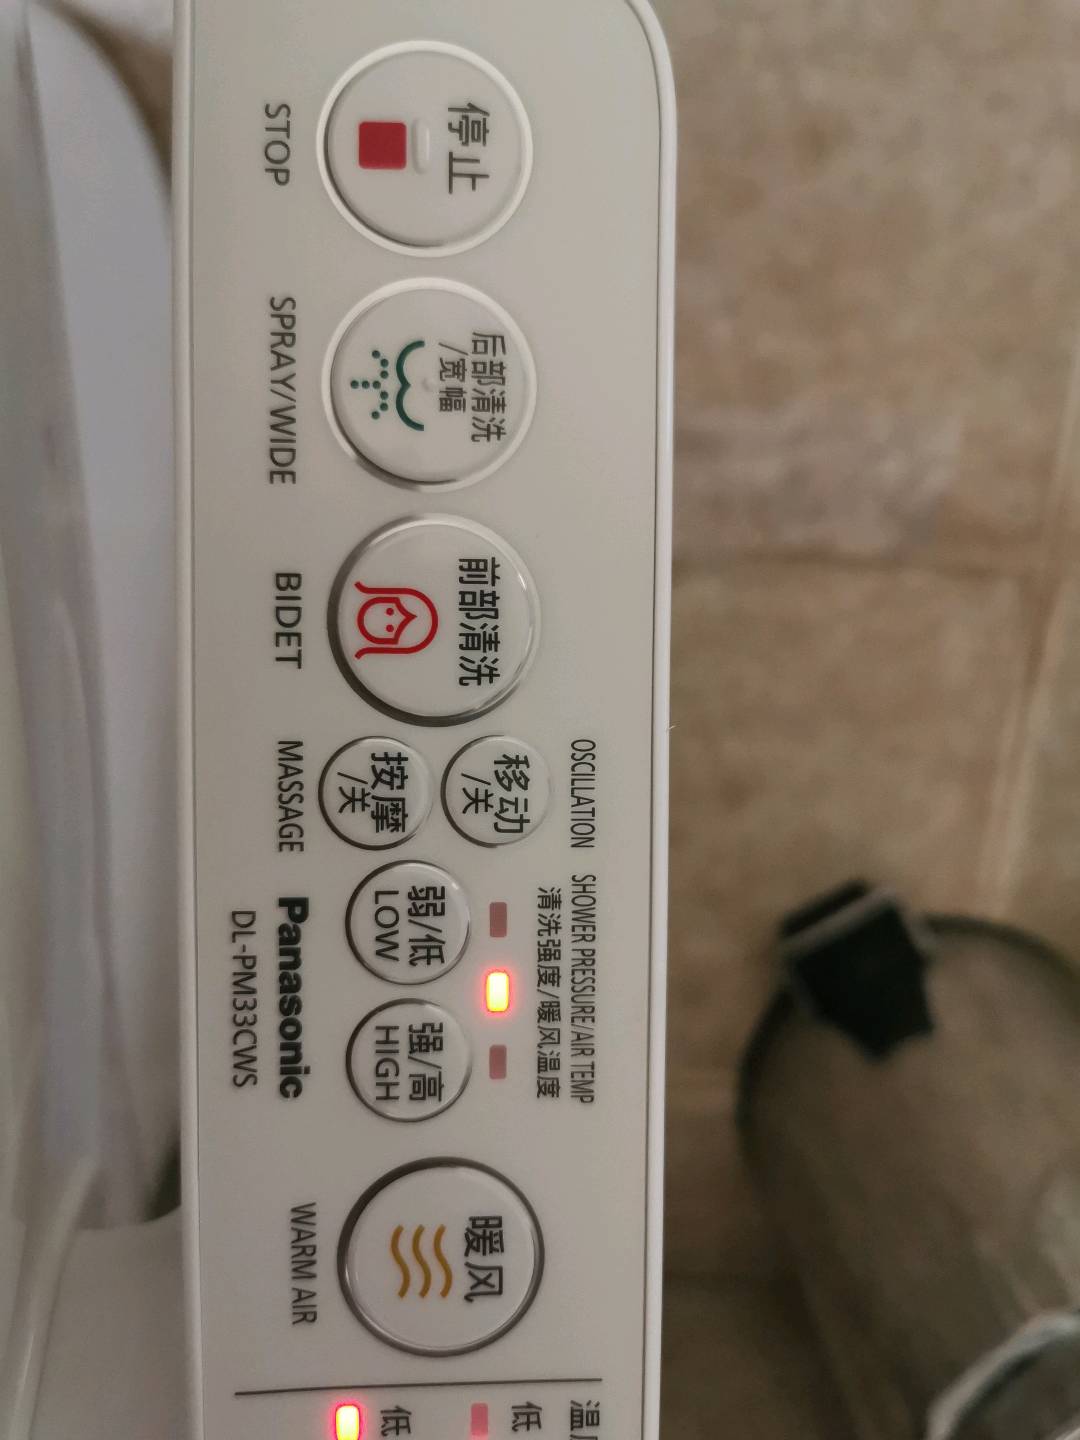 停止
STOP
后部清洗
/宽幅
SPRAY/WIDE
前部清洗
BIDET
OSCILLATION
移动
/关
按摩
/关
MASSAGE
SHOWER PRESSURE/AIR TEMP
清洗强度/暖风温度
弱/低
LOW
强/高
HIGH
Panasonic
DL-PM33CWS
暖风
WARM AIR
温
低
低